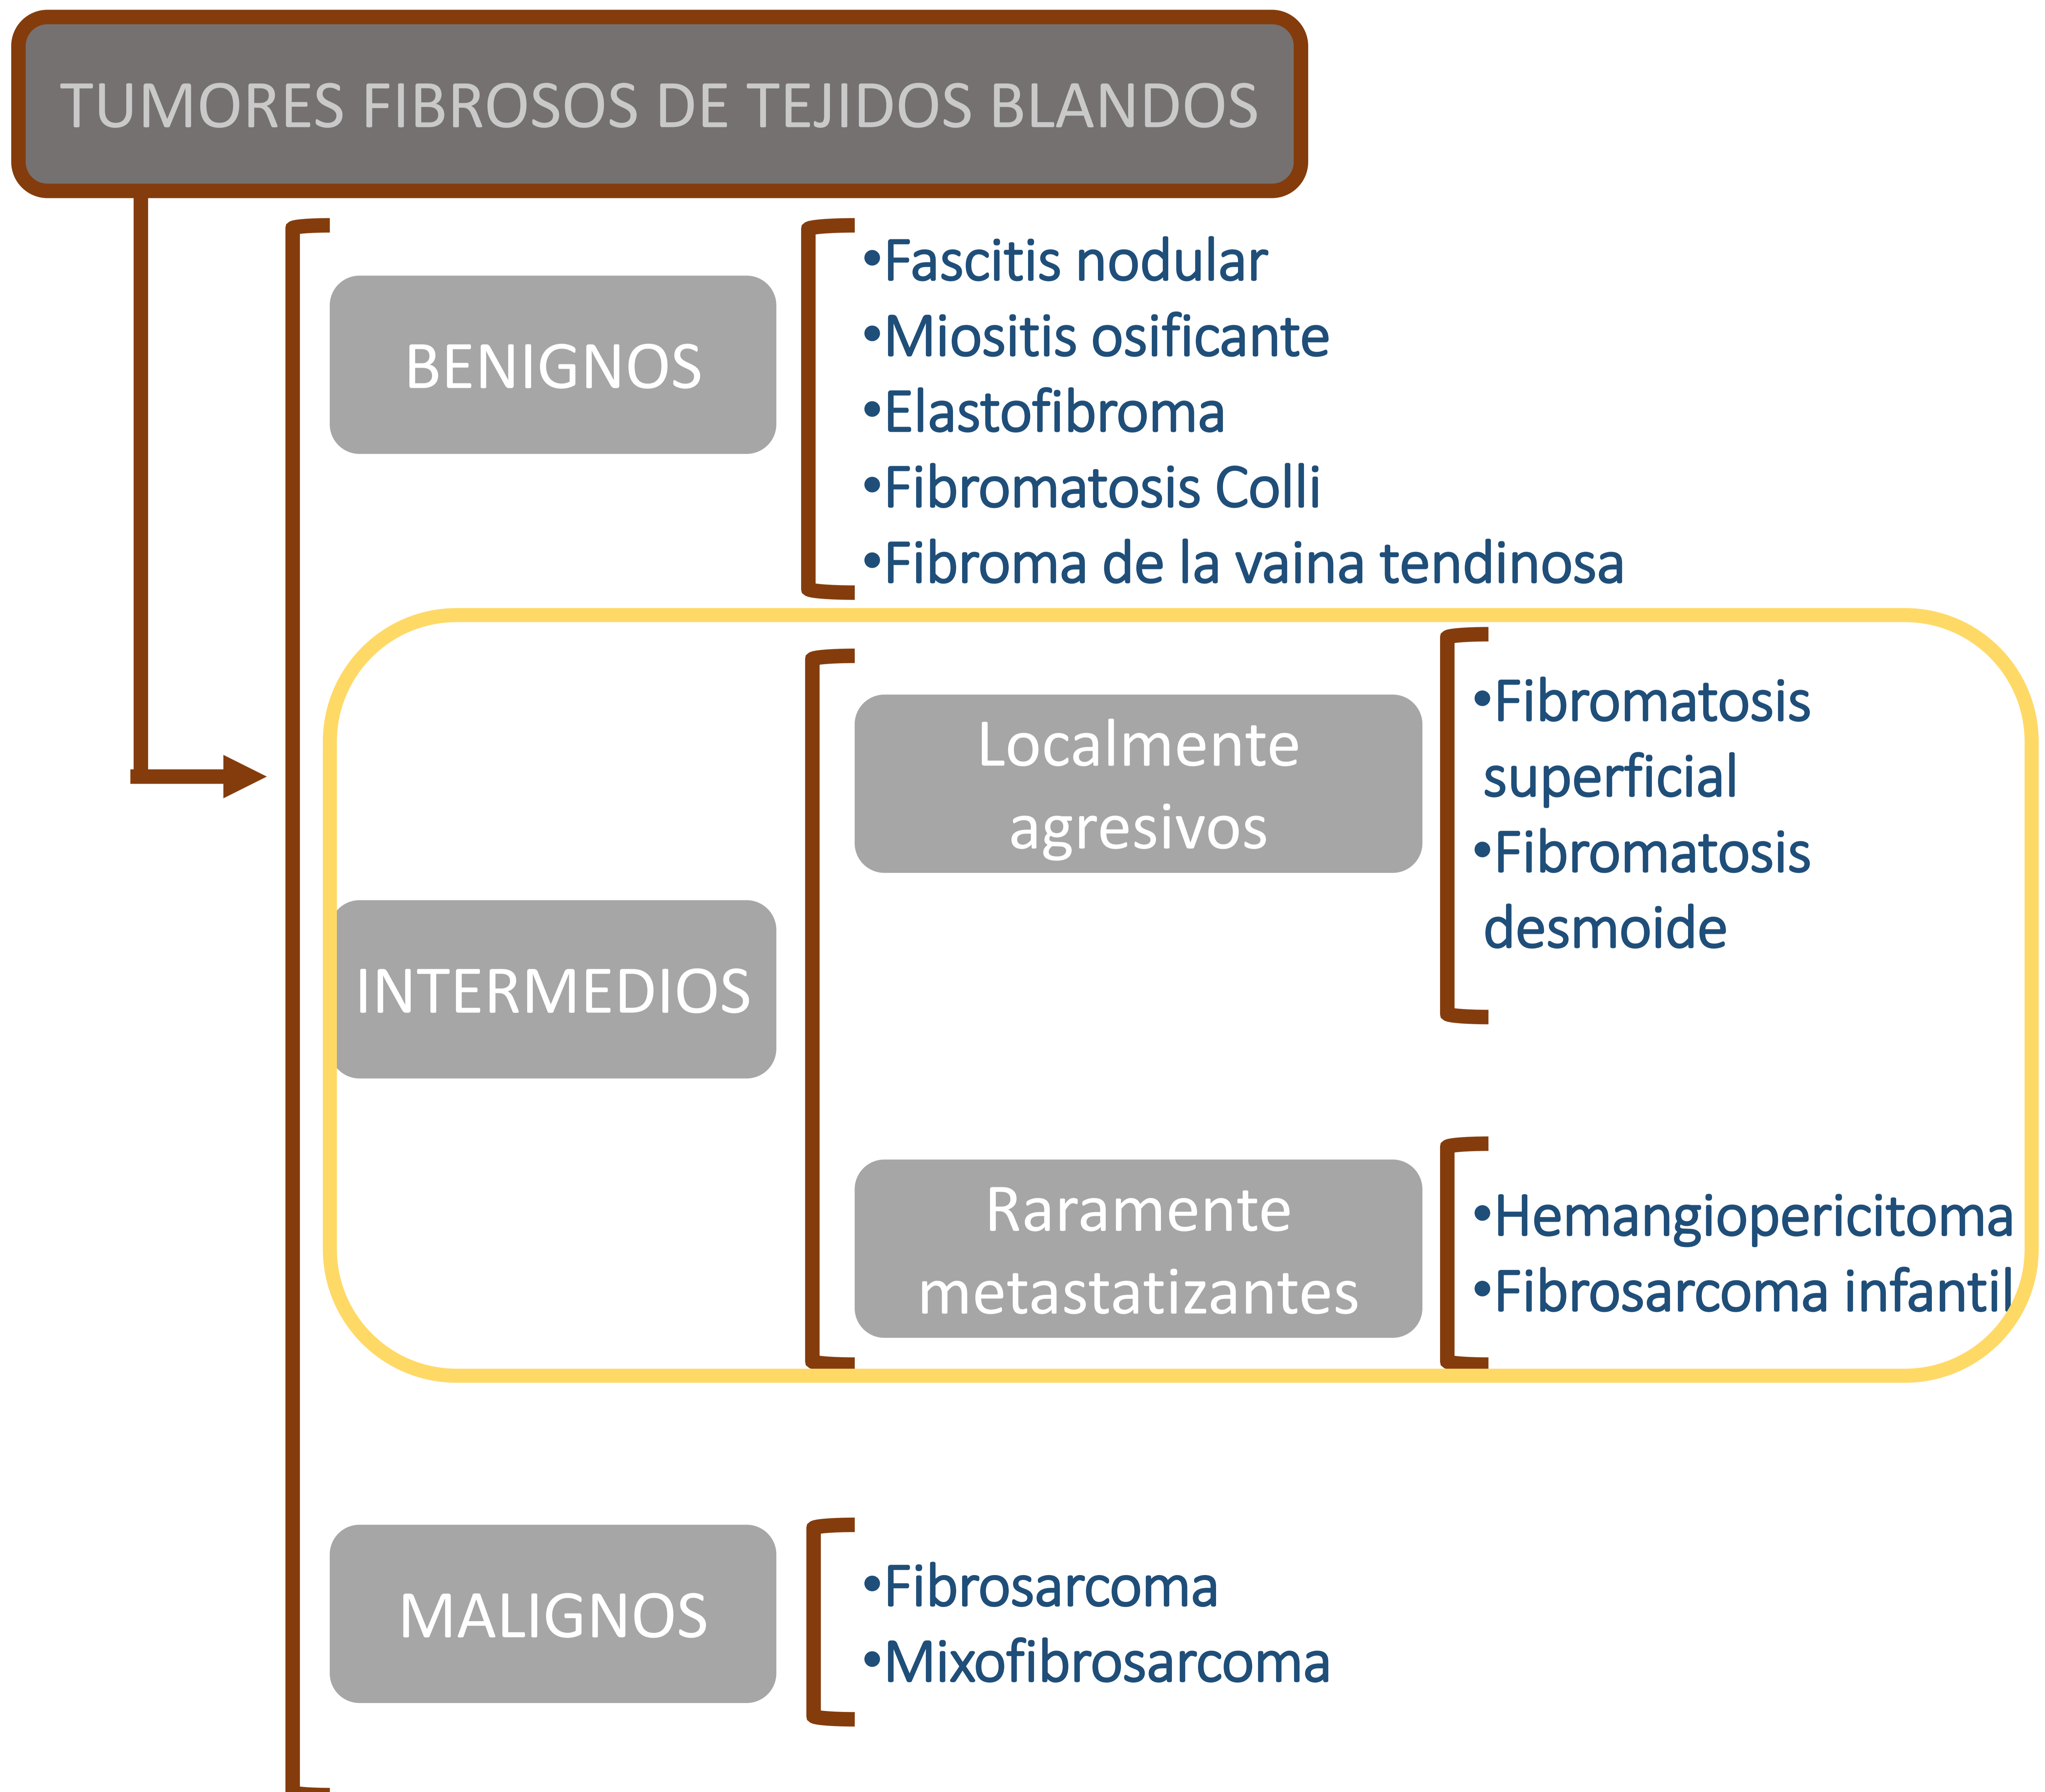 TUMORES FIBROSOS DE TEJIDOS BLANDOS
BENIGNOS
•Fascitis nodular
•Miositis osificante
•Elastofibroma
•Fibromatosis Colli
•Fibroma de la vaina tendinosa
INTERMEDIOS
Localmente
agresivos
•Fibromatosis
superficial
•Fibromatosis
desmoide
Raramente
metastatizantes
•Hemangiopericitoma
•Fibrosarcoma infantil
MALIGNOS
•Fibrosarcoma
•Mixofibrosarcoma